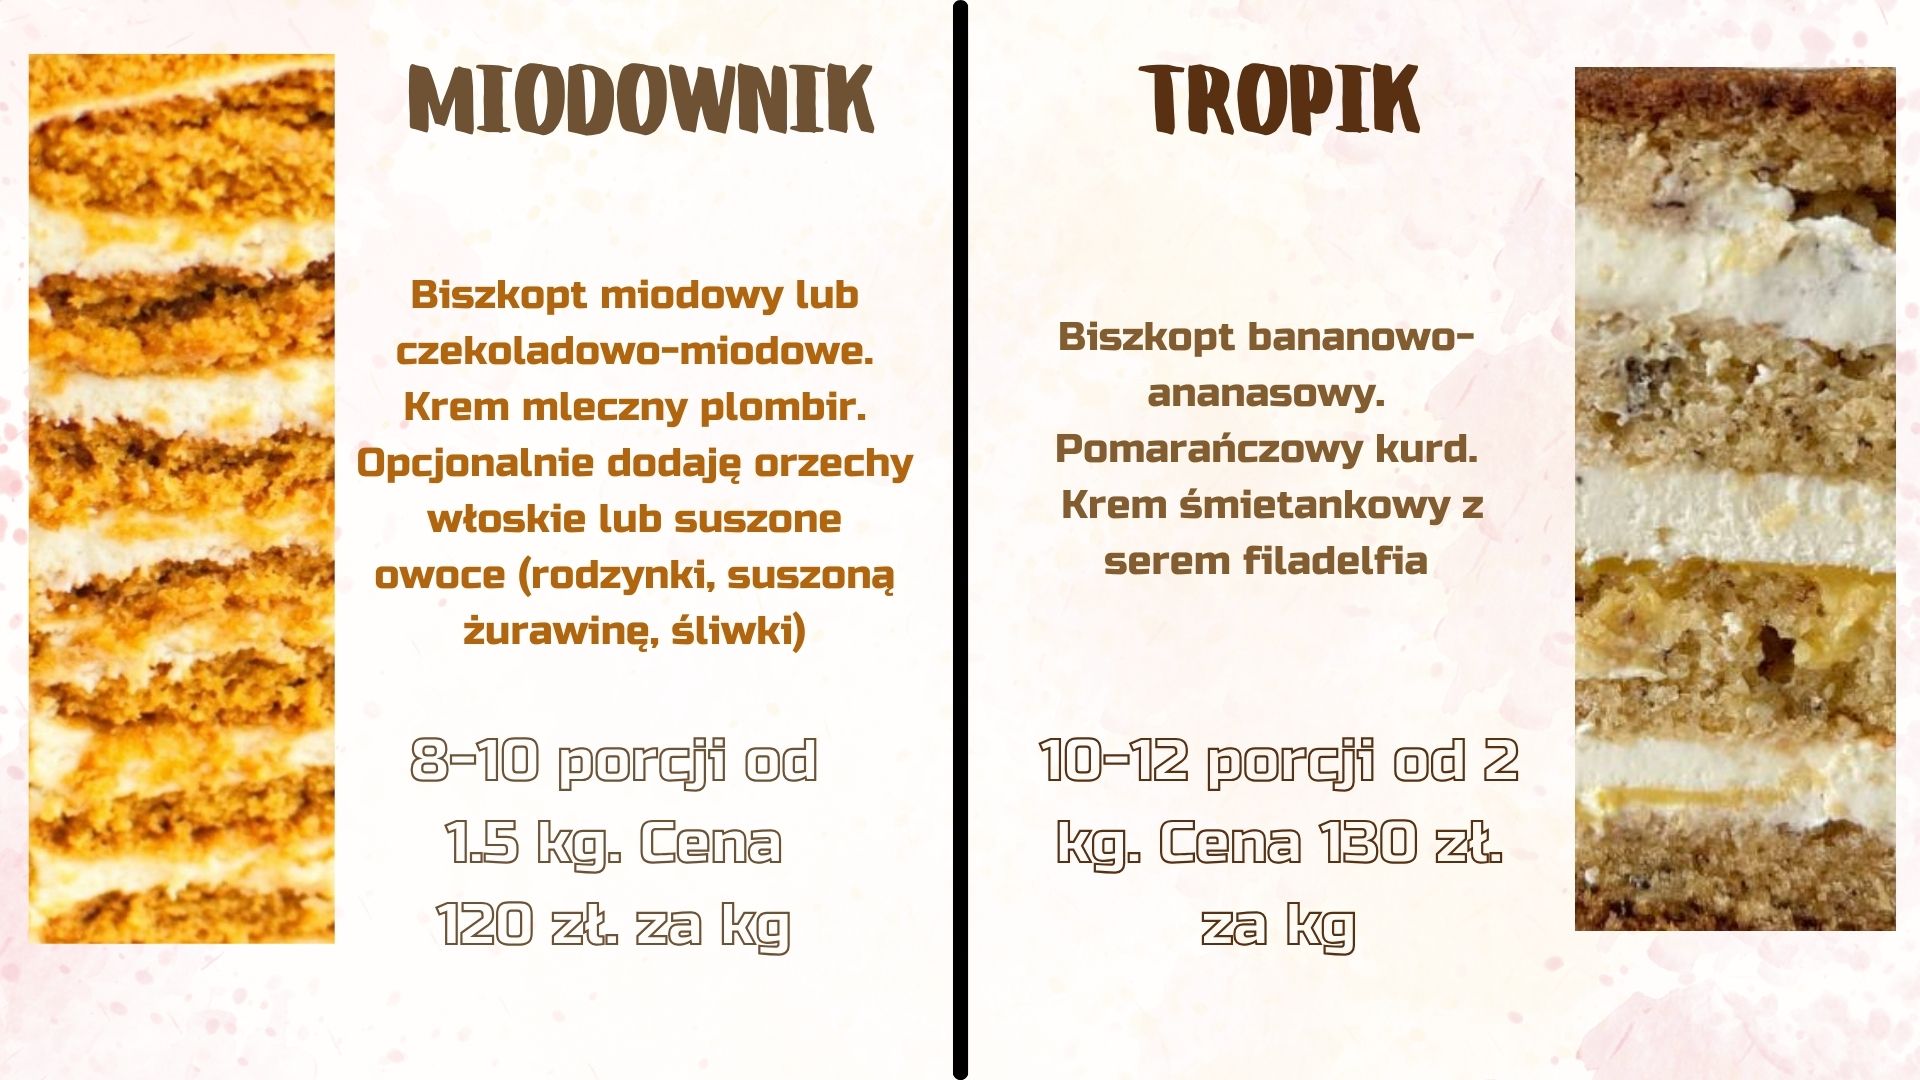 MIODOWNIK
Biszkopt miodowy lub
czekoladowo-miodowe.
Krem mleczny plombir.
Opcjonalnie dodaję orzechy
włoskie lub suszone
owoce (rodzynki, suszoną
żurawinę, śliwki)
8-10 porcji od
1.5 kg. Cena
120 zł. za kg
TROPIK
Biszkopt bananowo-
ananasowy.
Pomarańczowy kurd.
Krem śmietankowy z
serem filadelfia
10-12 porcji od 2
kg. Cena 130 zł.
za kg